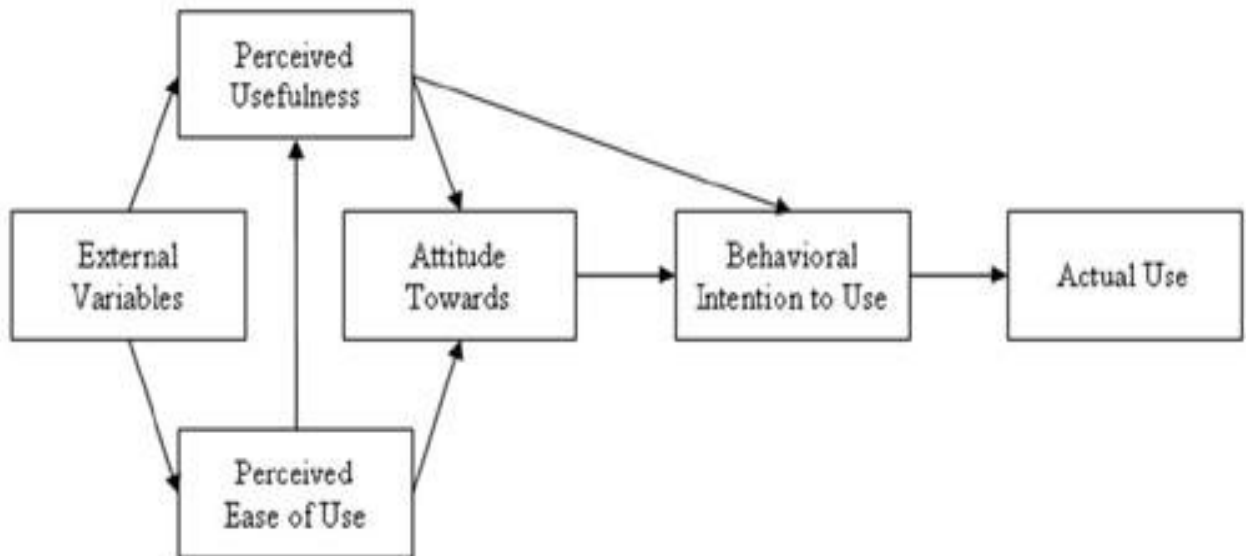 Perceived
Usefulness
External
Variables
Attitude
Towards
Behavioral
Intention to Use
Actual Use
Perceived
Ease of Use